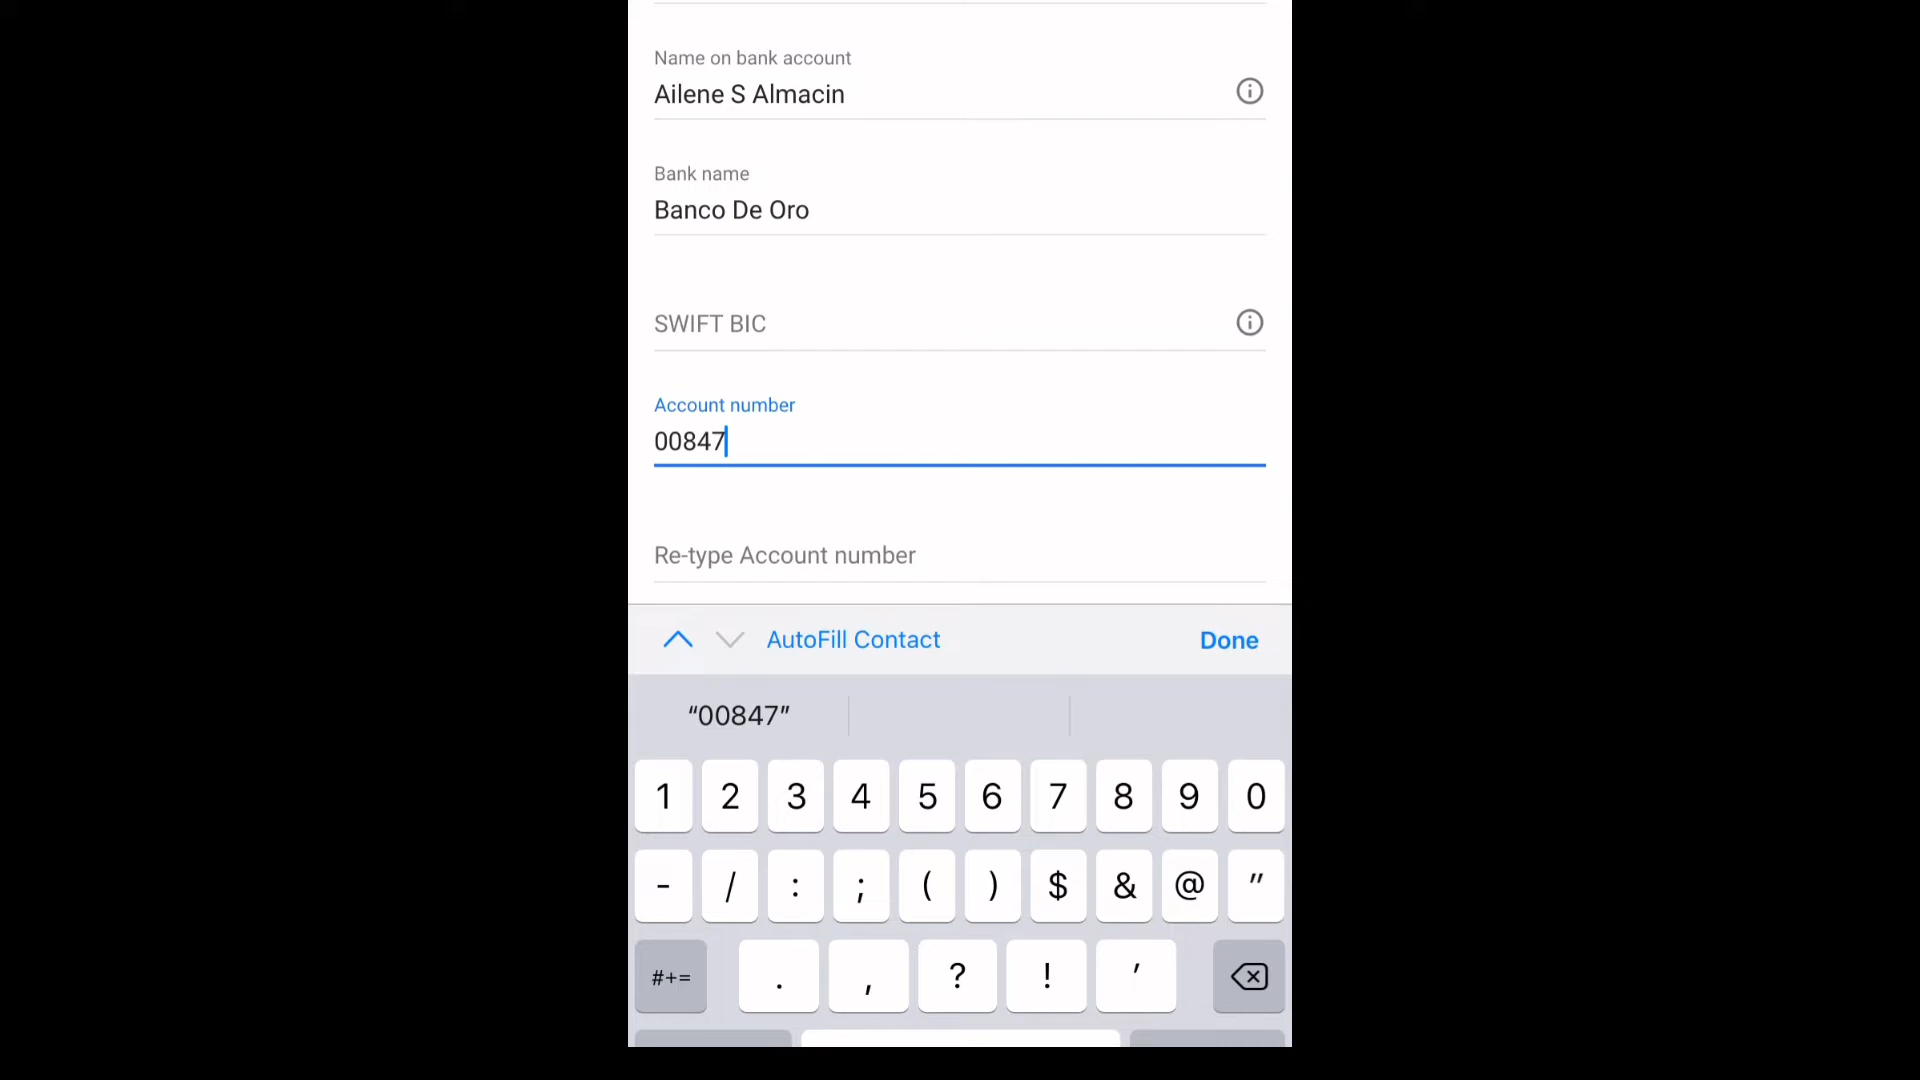 Name on bank account
Ailene S Almacin
Bank name
Banco De Oro
SWIFT BIC
Account number
00847
Re-type Account number
AutoFill Contact Done
“00847”
1 2 3 4 5 6 7 8 9 0
- / : ; ( ) $ & @ "
#+= . , ? ! '